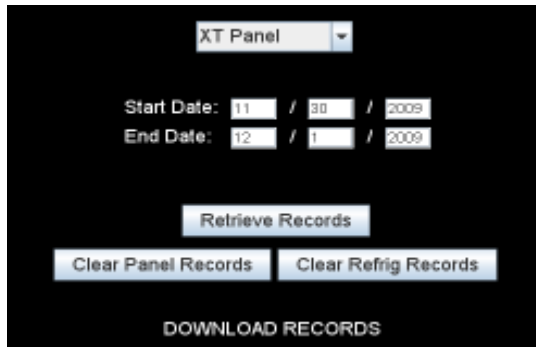 XT Panel
Start Date: 11 / 30 / 2009
End Date: 12 / 1 / 2009
Retrieve Records
Clear Panel Records Clear Refrig Records
DOWNLOAD RECORDS